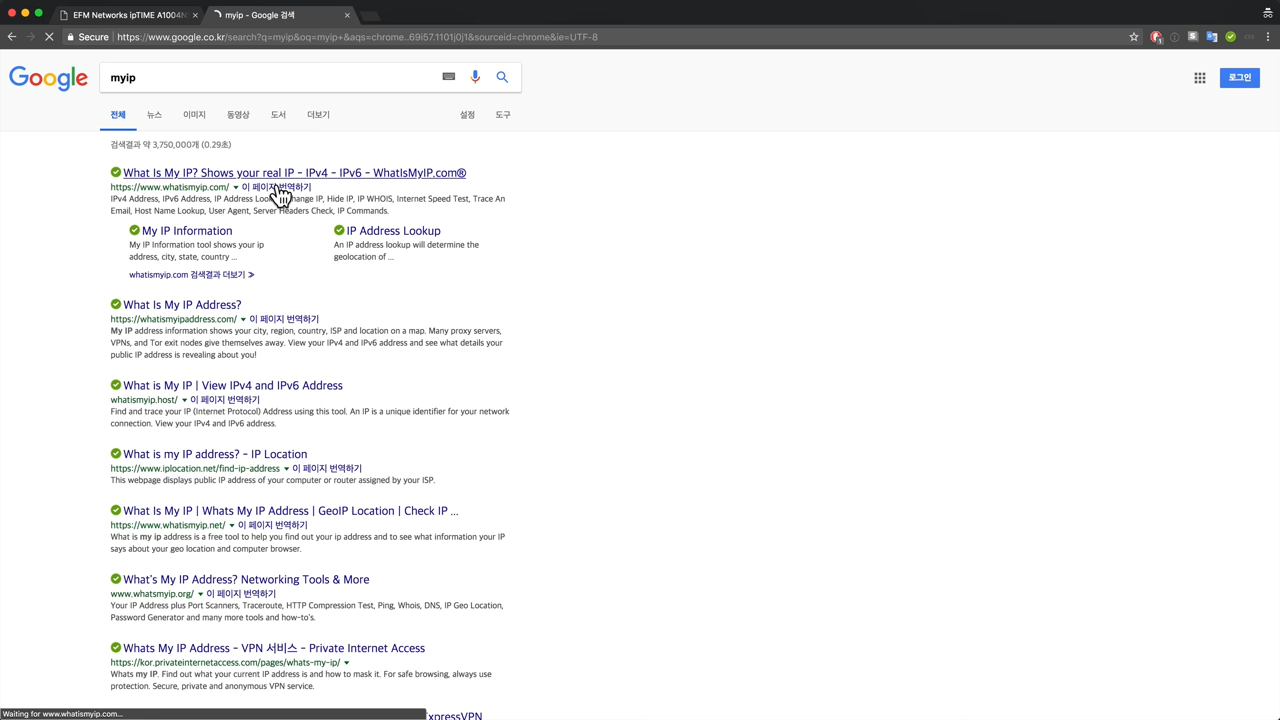 EFM Networks ipTIME A1004N
myip - Google 검색
Secure
https://www.google.co.kr/search?q=myip&oq=myip+&aqs=chrome..69i57.1101j0j1&sourceid=chrome&ie=UTF-8
Google
myip
로그인
전체 뉴스 이미지 동영상 도서 더보기 설정 도구
검색결과 약 3,750,000개 (0.29초)
What Is My IP? Shows your real IP - IPv4 - IPv6 - WhatIsMyIP.com®
https://www.whatismyip.com/ 이 페이지 번역하기
IPv4 Address, IPv6 Address, IP Address Hide IP, IP WHOIS, Internet Speed Test, Trace An
Email, Host Name Lookup, User Agent, Server Headers Check, IP Commands.
My IP Information
IP Address Lookup
My IP Information tool shows your ip
address, city, state, country ...
An IP address lookup will determine the
geolocation of ...
whatismyip.com 검색결과 더보기 »
What Is My IP Address?
https://whatismyipaddress.com/ 이 페이지 번역하기
My IP address information shows your city, region, country, ISP and location on a map. Many proxy servers,
VPNs, and Tor exit nodes give themselves away. View your IPv4 and IPv6 address and see what details your
public IP address is revealing about you!
What is My IP | View IPv4 and IPv6 Address
whatismyip.host/ 이 페이지 번역하기
Find and trace your IP (Internet Protocol) Address using this tool. An IP is a unique identifier for your network
connection. View your IPv4 and IPv6 address.
What is my IP address? - IP Location
https://www.iplocation.net/find-ip-address 이 페이지 번역하기
This webpage displays public IP address of your computer or router assigned by your ISP.
What Is My IP | Whats My IP Address | GeoIP Location | Check IP ...
https://www.whatismyip.net/ 이 페이지 번역하기
What is my ip address is a free tool to help you find out your ip address and to see what information your IP
says about your geo location and computer browser.
What's My IP Address? Networking Tools & More
www.whatsmyip.org/ 이 페이지 번역하기
Your IP Address plus Port Scanners, Traceroute, HTTP Compression Test, Ping, Whois, DNS, IP Geo Location,
Password Generator and many more tools and how-to's.
Whats My IP Address - VPN 서비스 - Private Internet Access
https://kor.privateinternetaccess.com/pages/whats-my-ip/
Whats my IP. Find out what your current IP address is and how to mask it. For safe browsing, always use
protection. Secure, private and anonymous VPN service.
Waiting for www.whatismyip.com...
xpressVPN